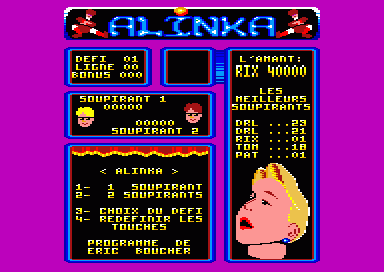 ALINKA
DEFI 01
LIGNE 00
BONUS 000
L'AMANT:
RIX 40000
LES
MEILLEURS
SOUPIRANTS
DRL ...23
DRL ...21
RIX ...01
TOM ...18
PAT ...01
SOUPIRANT 1
00000
00000
SOUPIRANT 2
< ALINKA >
1- 1 SOUPIRANT
2- 2 SOUPIRANTS
3- CHOIX DU DEFI
4- REDEFINIR LES
TOUCHES
PROGRAMME DE
ERIC BOUCHER